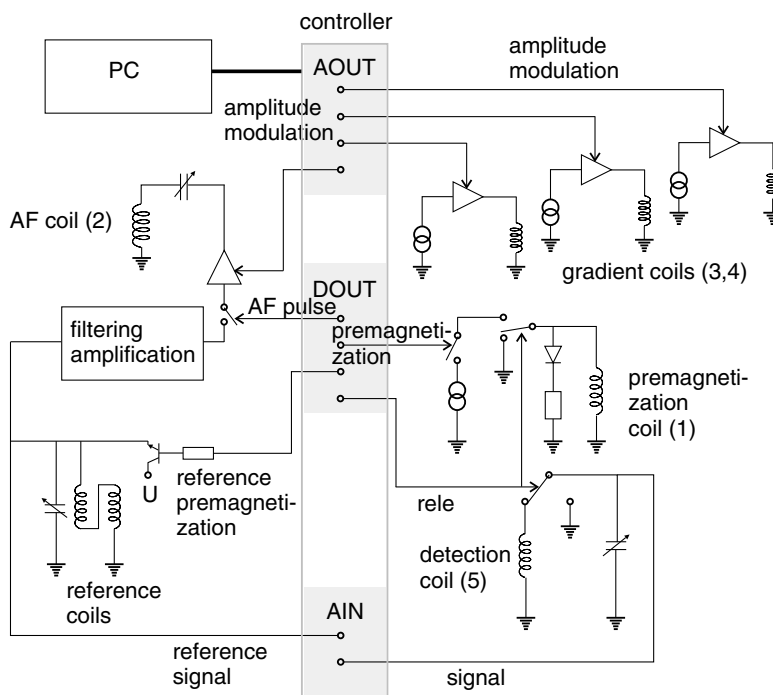 controller
PC
AOUT
amplitude
modulation
amplitude
modulation
AF coil (2)
gradient coils (3,4)
DOUT
AF pulse
filtering
amplification
premagneti-
zation
premagneti-
zation
coil (1)
U
reference
premagneti-
zation
rele
detection
coil (5)
reference
coils
AIN
reference
signal
signal